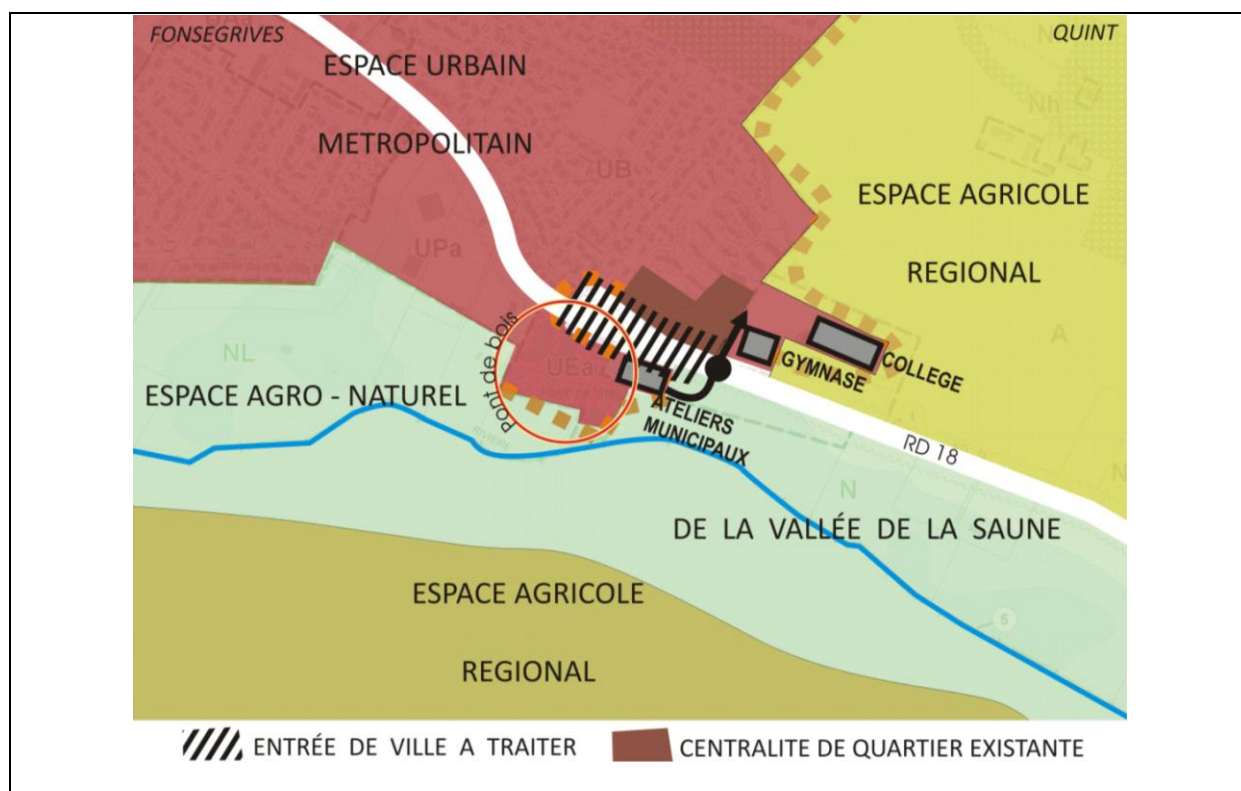 FONSEGRIVES
QUINT
ESPACE URBAIN
METROPOLITAIN
UB
Nh
ESPACE AGRICOLE
REGIONAL
UPa
A
Pont de bois
UEa
NL
ESPACE AGRO - NATUREL
GYMNASE
COLLEGE
ATELIERS
MUNICIPAUX
RD 18
N
DE LA VALLÉE DE LA SAUNE
ESPACE AGRICOLE
REGIONAL
5
ENTRÉE DE VILLE A TRAITER
CENTRALITE DE QUARTIER EXISTANTE